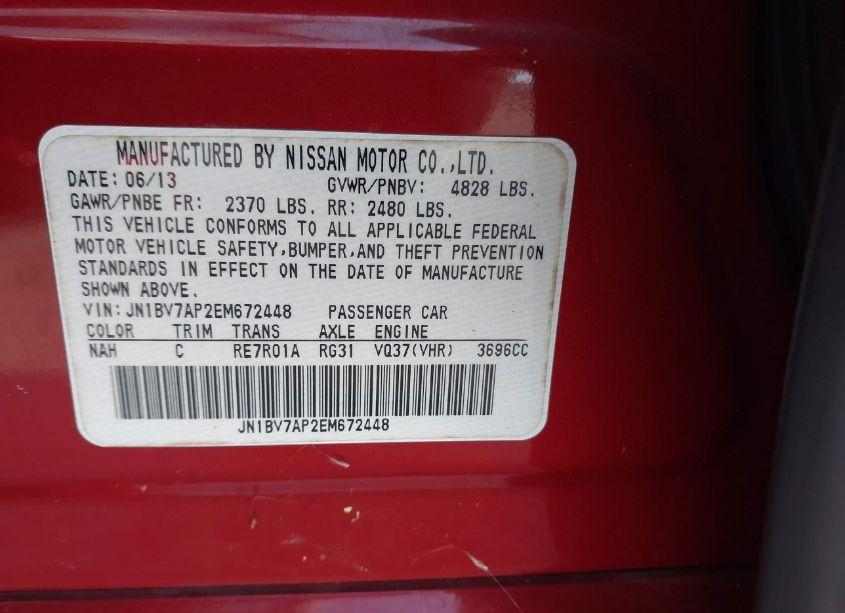 MANUFACTURED BY NISSAN MOTOR CO.,LTD.
DATE: 06/13 GVWR/PNBV: 4828 LBS.
GAWR/PNBE FR: 2370 LBS. RR: 2480 LBS.
THIS VEHICLE CONFORMS TO ALL APPLICABLE FEDERAL
MOTOR VEHICLE SAFETY,BUMPER,AND THEFT PREVENTION
STANDARDS IN EFFECT ON THE DATE OF MANUFACTURE
SHOWN ABOVE.
VIN:JN1BV7AP2EM672448 PASSENGER CAR
COLOR TRIM TRANS AXLE ENGINE
NAH C RE7R01A RG31 VQ37(VHR) 3696CC
JN1BV7AP2EM672448